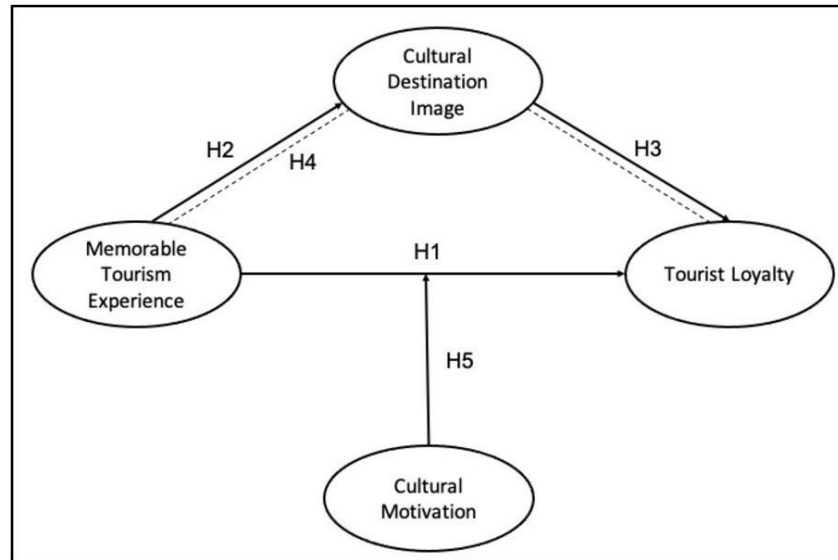 Cultural
Destination
Image
H2
H4
H3
Memorable
Tourism
Experience
H1
Tourist Loyalty
H5
Cultural
Motivation